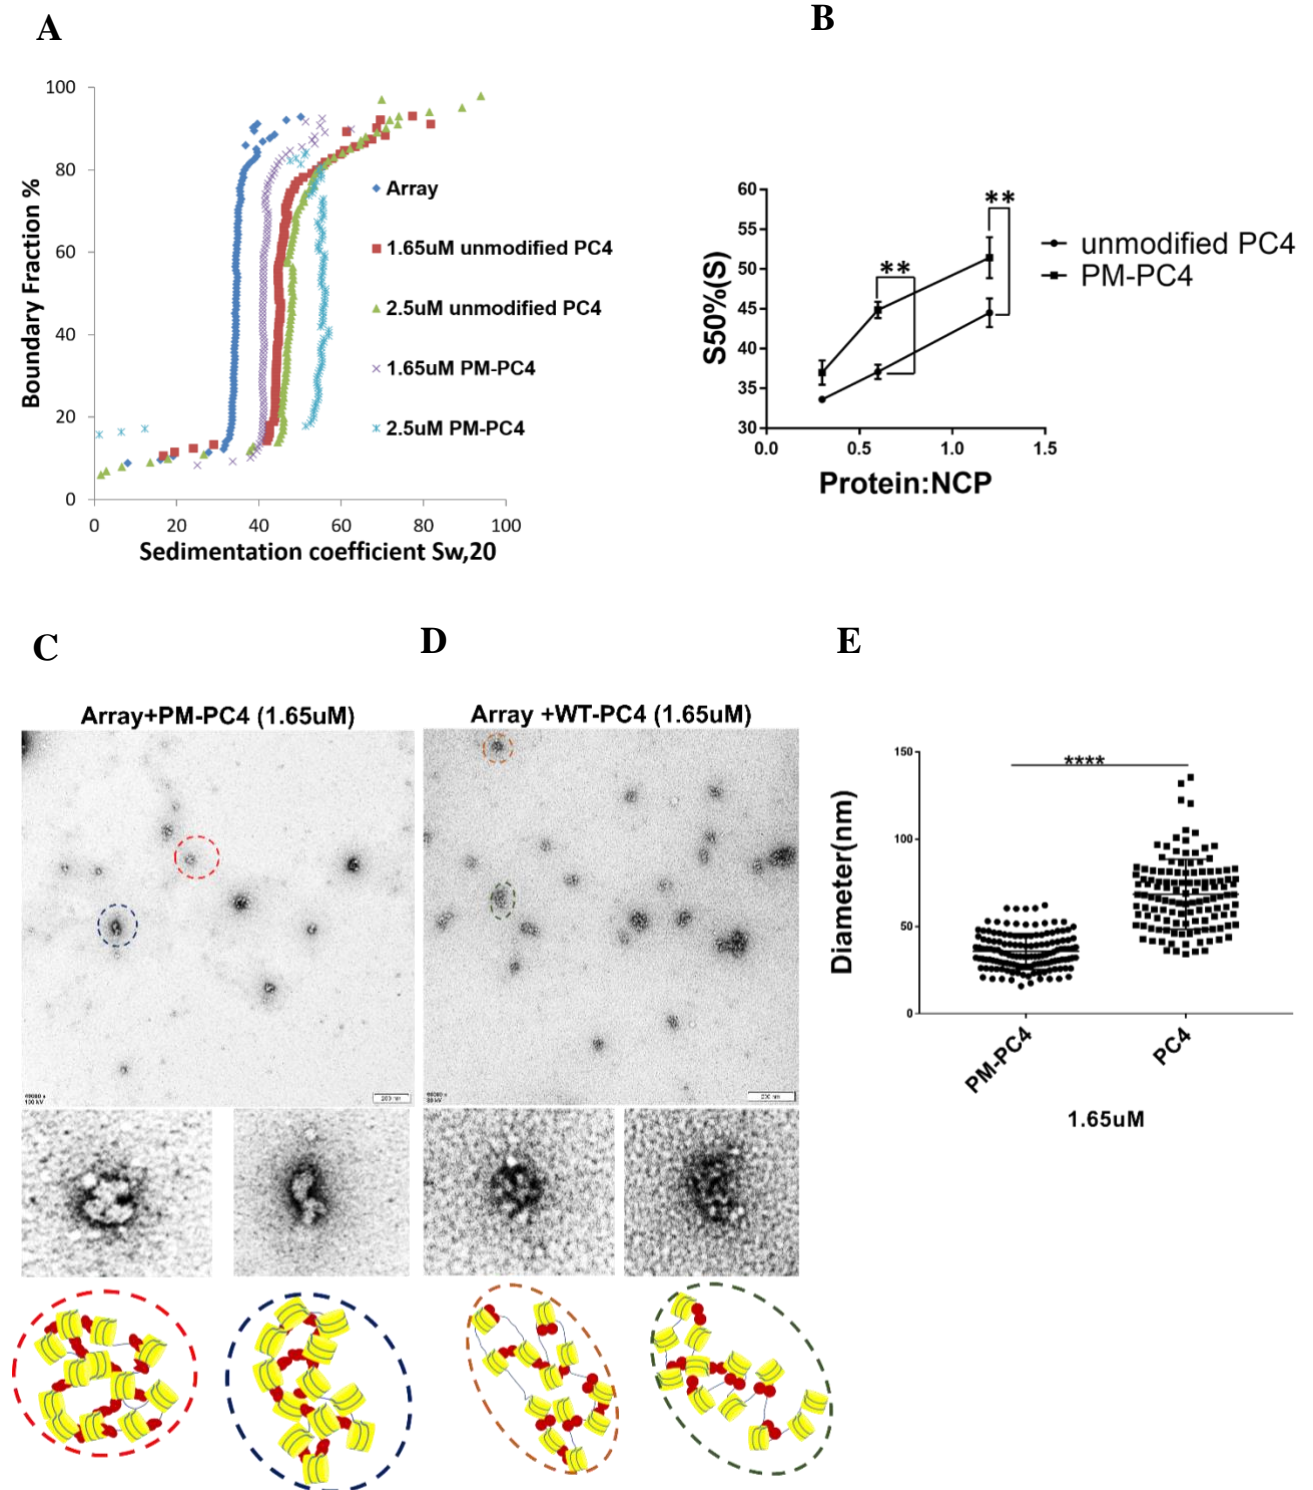 A
B
100
80
60
40
20
0
Boundary Fraction %
0 20 40 60 80 100
Sedimentation coefficient Sw,20
Array
1.65uM unmodified PC4
2.5uM unmodified PC4
1.65uM PM-PC4
2.5uM PM-PC4
60
55
50
45
40
35
30
S50%(S)
**
**
0.0 0.5 1.0 1.5
Protein:NCP
unmodified PC4
PM-PC4
C
D
E
Array+PM-PC4 (1.65uM)
Array +WT-PC4 (1.65uM)
200 nm
200 nm
150
100
50
0
Diameter(nm)
****
PM-PC4
PC4
1.65uM